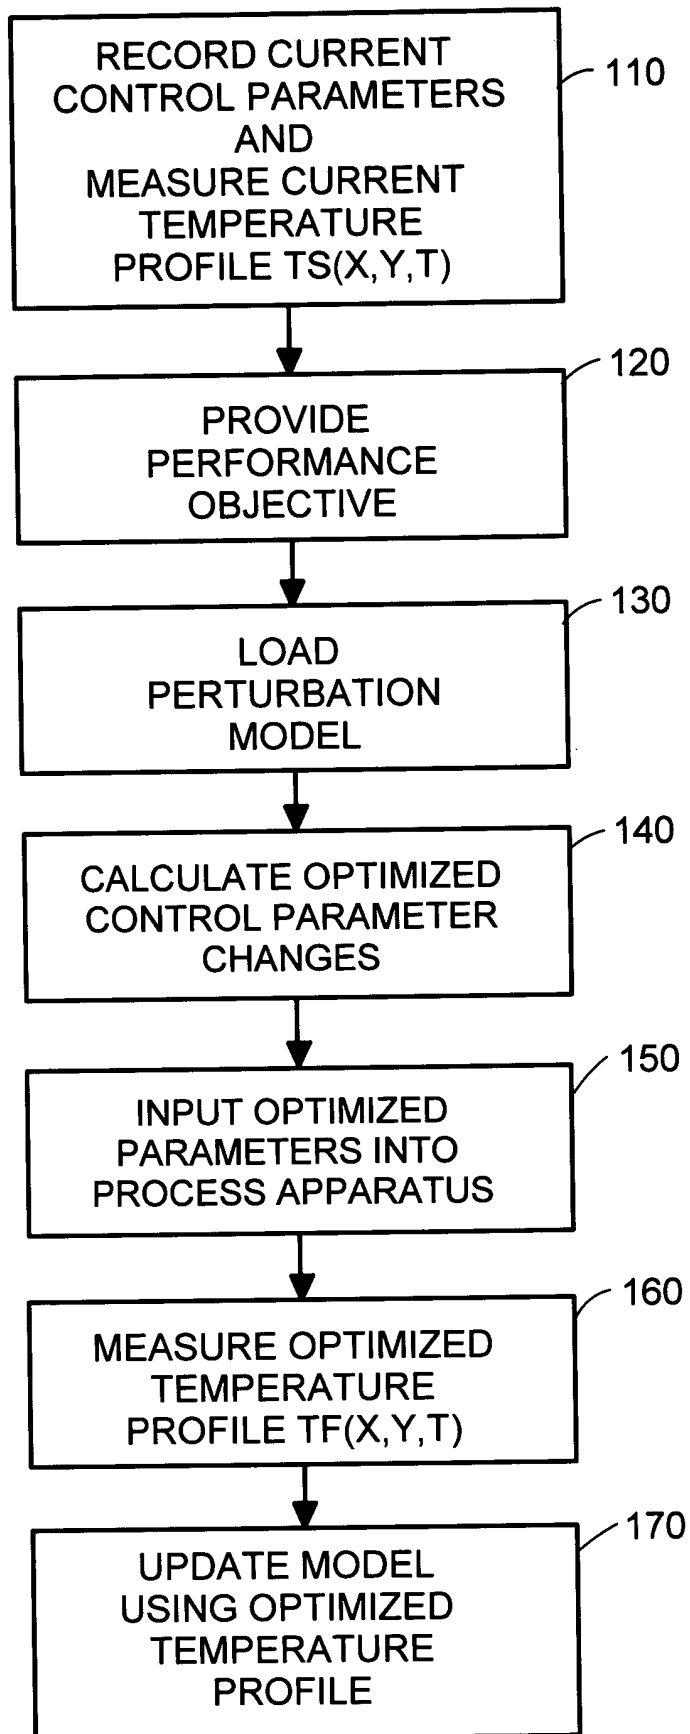 RECORD CURRENT
CONTROL PARAMETERS
AND
MEASURE CURRENT
TEMPERATURE
PROFILE TS(X,Y,T)
110
PROVIDE
PERFORMANCE
OBJECTIVE
120
LOAD
PERTURBATION
MODEL
130
CALCULATE OPTIMIZED
CONTROL PARAMETER
CHANGES
140
INPUT OPTIMIZED
PARAMETERS INTO
PROCESS APPARATUS
150
MEASURE OPTIMIZED
TEMPERATURE
PROFILE TF(X,Y,T)
160
UPDATE MODEL
USING OPTIMIZED
TEMPERATURE
PROFILE
170